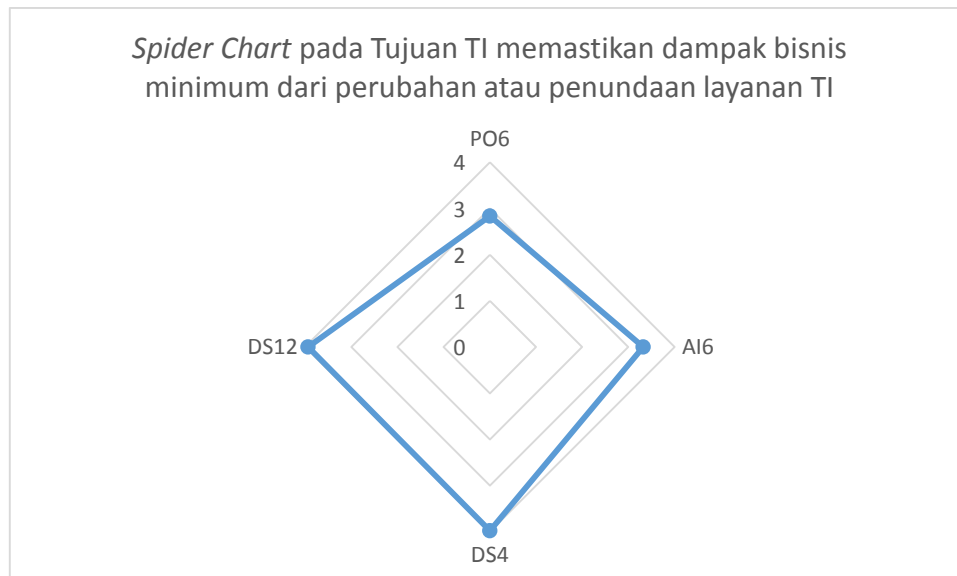 Spider Chart pada Tujuan TI memastikan dampak bisnis
minimum dari perubahan atau penundaan layanan TI
PO6
4
3
2
1
0
DS12
AI6
DS4